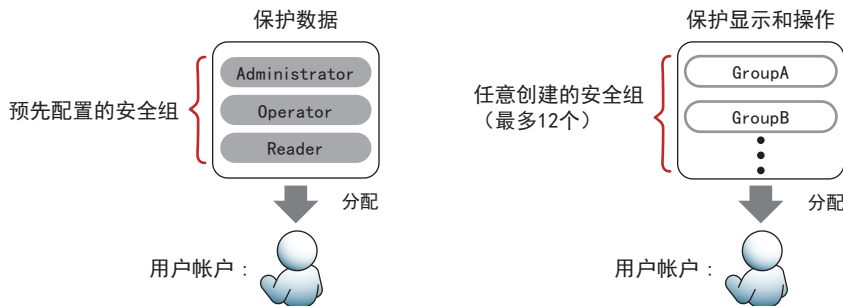 保护数据
预先配置的安全组
Administrator
Operator
Reader
分配
用户帐户：
保护显示和操作
任意创建的安全组
（最多12个）
GroupA
GroupB
分配
用户帐户：